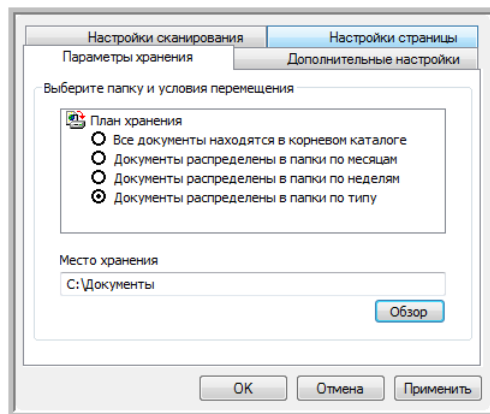 Настройки сканирования
Настройки страницы
Параметры хранения
Дополнительные настройки
Выберите папку и условия перемещения
План хранения
Все документы находятся в корневом каталоге
Документы распределены в папки по месяцам
Документы распределены в папки по неделям
Документы распределены в папки по типу
Место хранения
С:\Документы
Обзор
OK
Отмена
Применить